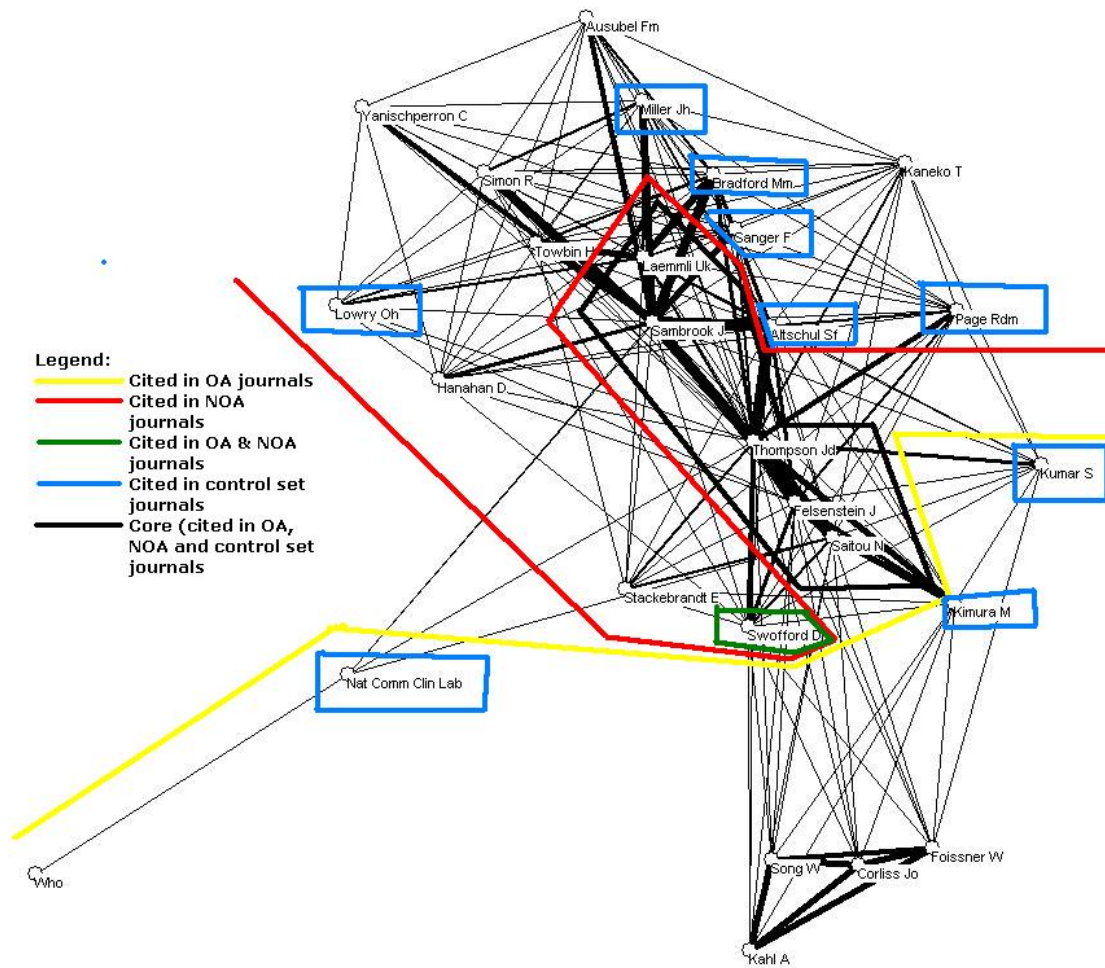 Ausubel Fm
Miller Jh
Yanischperron C
Kaneko T
Simon R
Bradford Mm
Sanger F
Towbin H
Laemmli Uk
Lowry Oh
Page Rdm
Sambrook J
Altschul Sf
Legend:
Cited in OA journals
Cited in NOA
journals
Cited in OA & NOA
journals
Cited in control set
journals
Core (cited in OA,
NOA and control set
journals
Hanahan D
Thompson Jd
Kumar S
Felsenstein J
Saitou N
Stackebrandt E
Kimura M
Swofford D
Nat Comm Clin Lab
Foissner W
Song W
Corliss Jo
Who
Kahl A